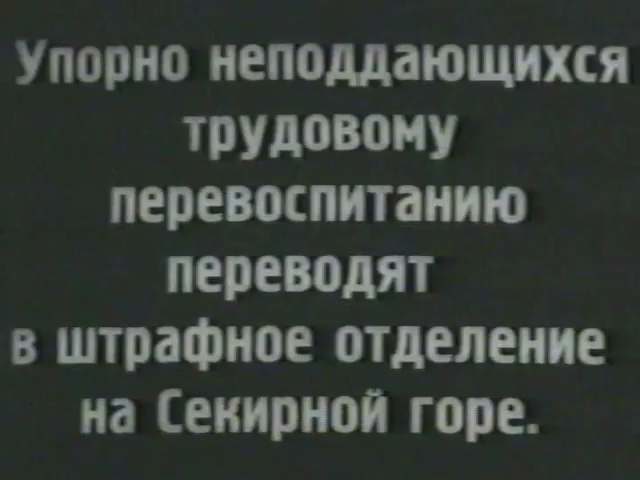 Упорно неподдающихся
трудовому
перевоспитанию
переводят
в штрафное отделение
на Секирной горе.